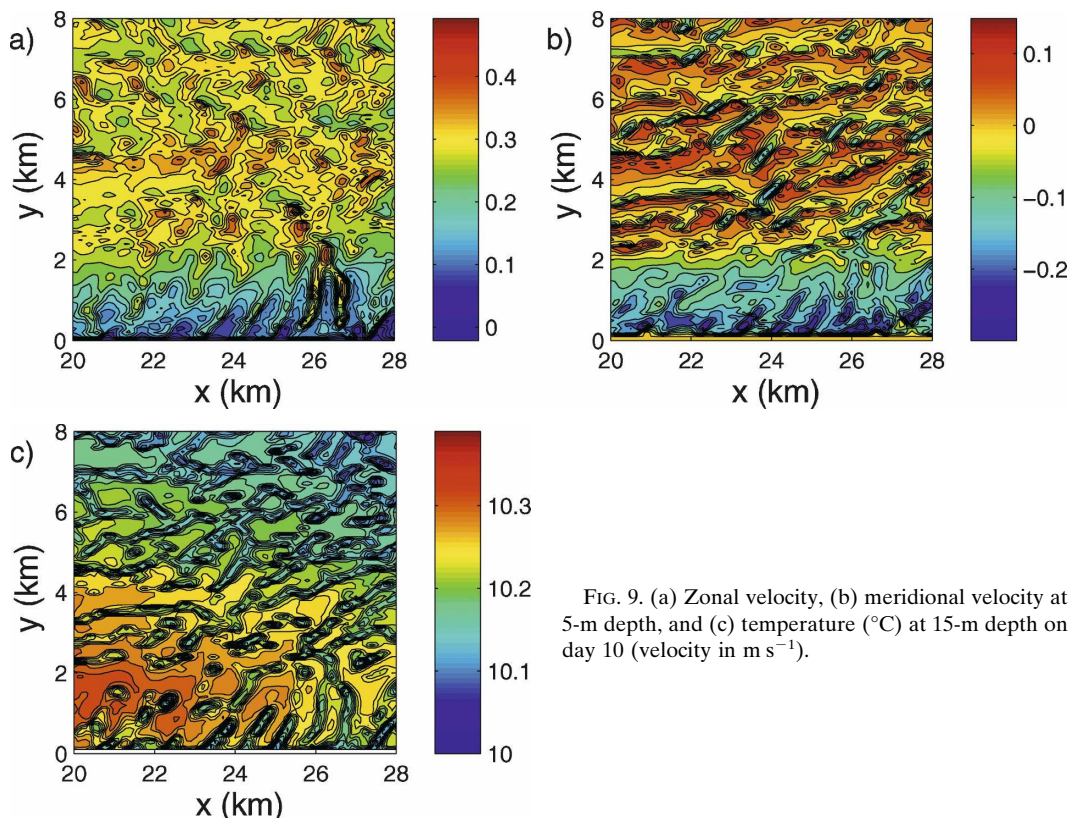 a)
8
6
4
2
0
y (km)
20 22 24 26 28
x (km)
0.4
0.3
0.2
0.1
0
b)
8
6
4
2
0
y (km)
20 22 24 26 28
x (km)
0.1
0
−0.1
−0.2
c)
8
6
4
2
0
y (km)
20 22 24 26 28
x (km)
10.3
10.2
10.1
10
FIG. 9. (a) Zonal velocity, (b) meridional velocity at
5-m depth, and (c) temperature (°C) at 15-m depth on
day 10 (velocity in m s⁻¹).